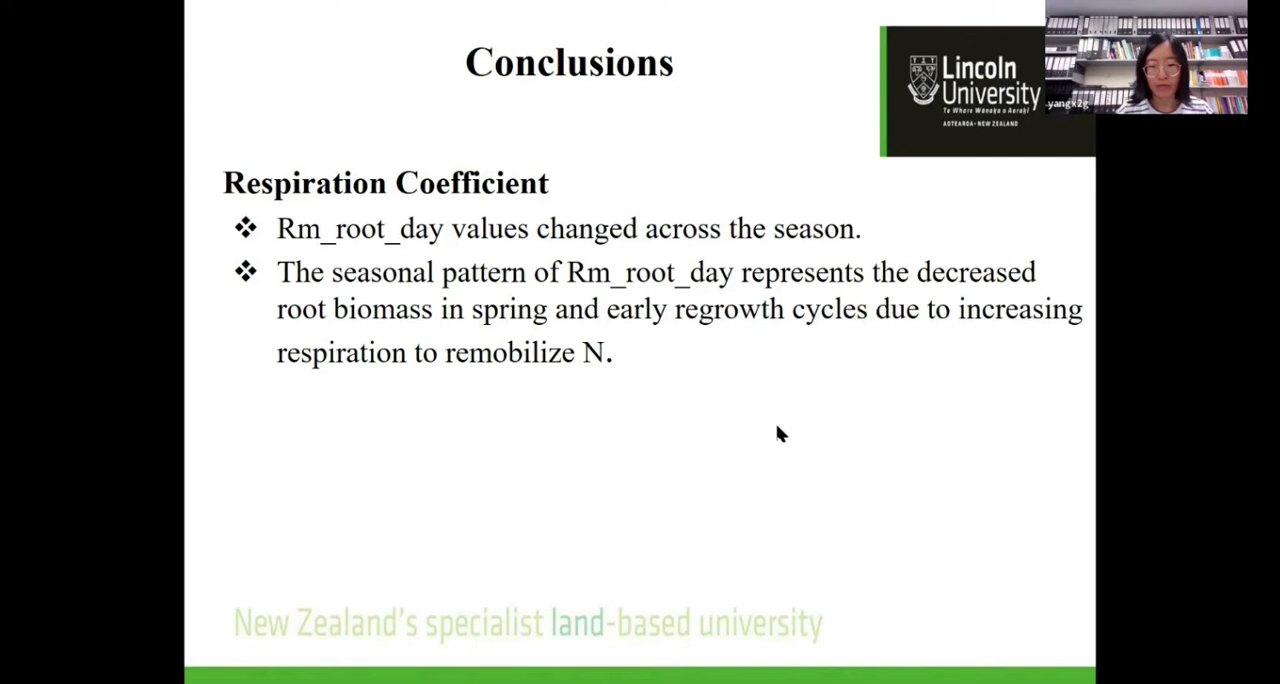 Conclusions
Lincoln
University
Te Whare Wānaka o Aoraki
AOTEAROA • NEW ZEALAND
yangx2g
Respiration Coefficient
❖ Rm_root_day values changed across the season.
❖ The seasonal pattern of Rm_root_day represents the decreased
root biomass in spring and early regrowth cycles due to increasing
respiration to remobilize N.
New Zealand's specialist land-based university